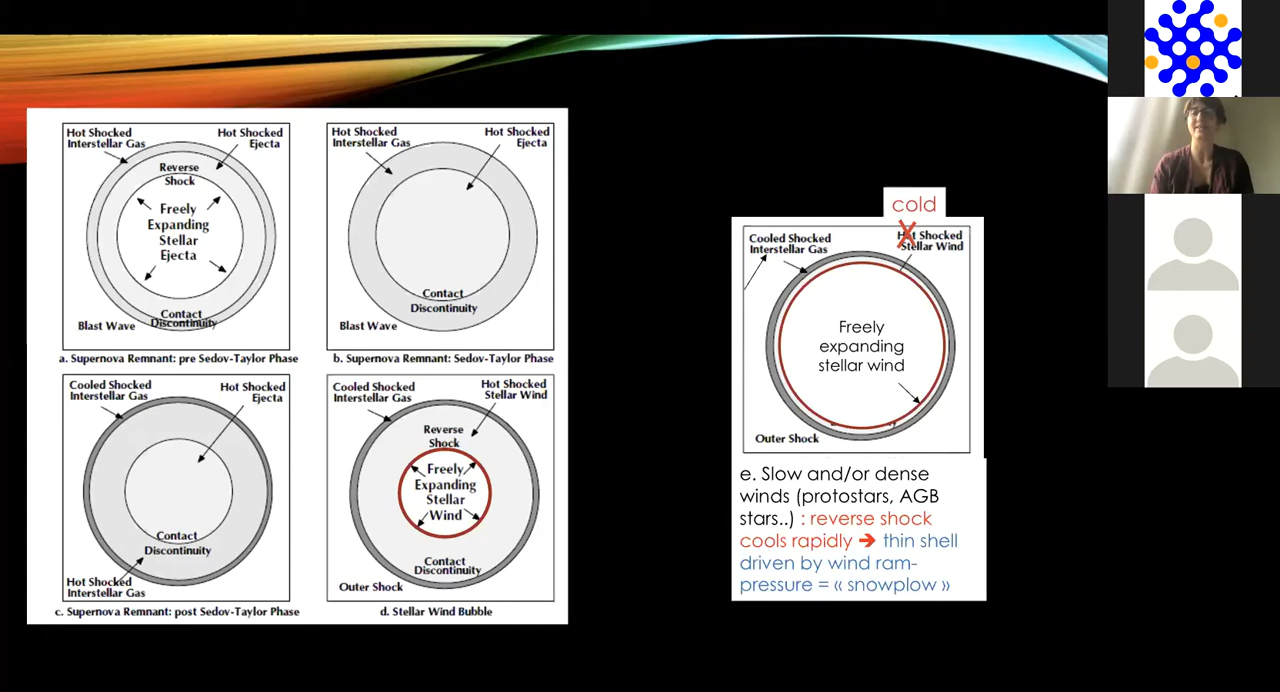 Hot Shocked
Interstellar Gas
Hot Shocked
Ejecta
Reverse
Shock
Freely
Expanding
Stellar
Ejecta
Contact
Discontinuity
Blast Wave
a. Supernova Remnant: pre Sedov-Taylor Phase
Hot Shocked
Interstellar Gas
Hot Shocked
Ejecta
Contact
Discontinuity
Blast Wave
b. Supernova Remnant: Sedov-Taylor Phase
Cooled Shocked
Interstellar Gas
Hot Shocked
Ejecta
Contact
Discontinuity
Hot Shocked
Interstellar Gas
c. Supernova Remnant: post Sedov-Taylor Phase
Cooled Shocked
Interstellar Gas
Hot Shocked
Stellar Wind
Reverse
Shock
Freely
Expanding
Stellar
Wind
Contact
Discontinuity
Outer Shock
d. Stellar Wind Bubble
cold
Cooled Shocked
Interstellar Gas
Hot Shocked
Stellar Wind
Freely
expanding
stellar wind
Outer Shock
e. Slow and/or dense
winds (protostars, AGB
stars..) : reverse shock
cools rapidly ➔ thin shell
driven by wind ram-
pressure = « snowplow »